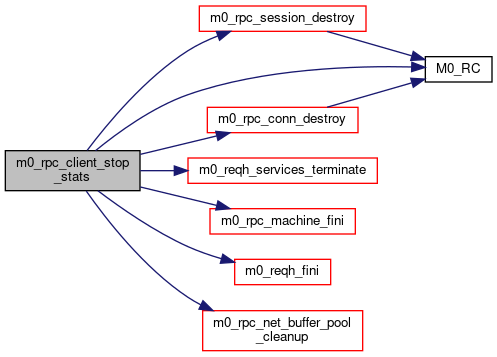 m0_rpc_client_stop
_stats
m0_rpc_session_destroy
M0_RC
m0_rpc_conn_destroy
m0_reqh_services_terminate
m0_rpc_machine_fini
m0_reqh_fini
m0_rpc_net_buffer_pool
_cleanup